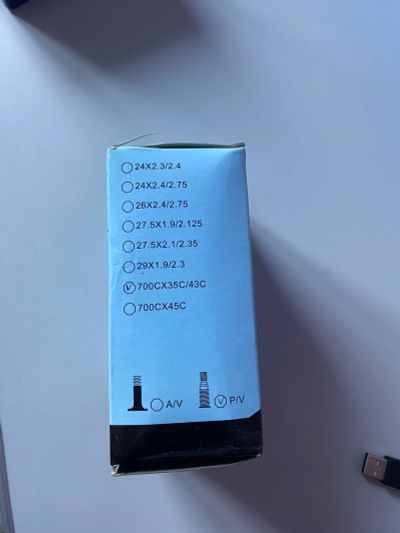 24X2.3/2.4
24X2.4/2.75
26X2.4/2.75
27.5X1.9/2.125
27.5X2.1/2.35
29X1.9/2.3
V 700CX35C/43C
700CX45C
A/V V P/V